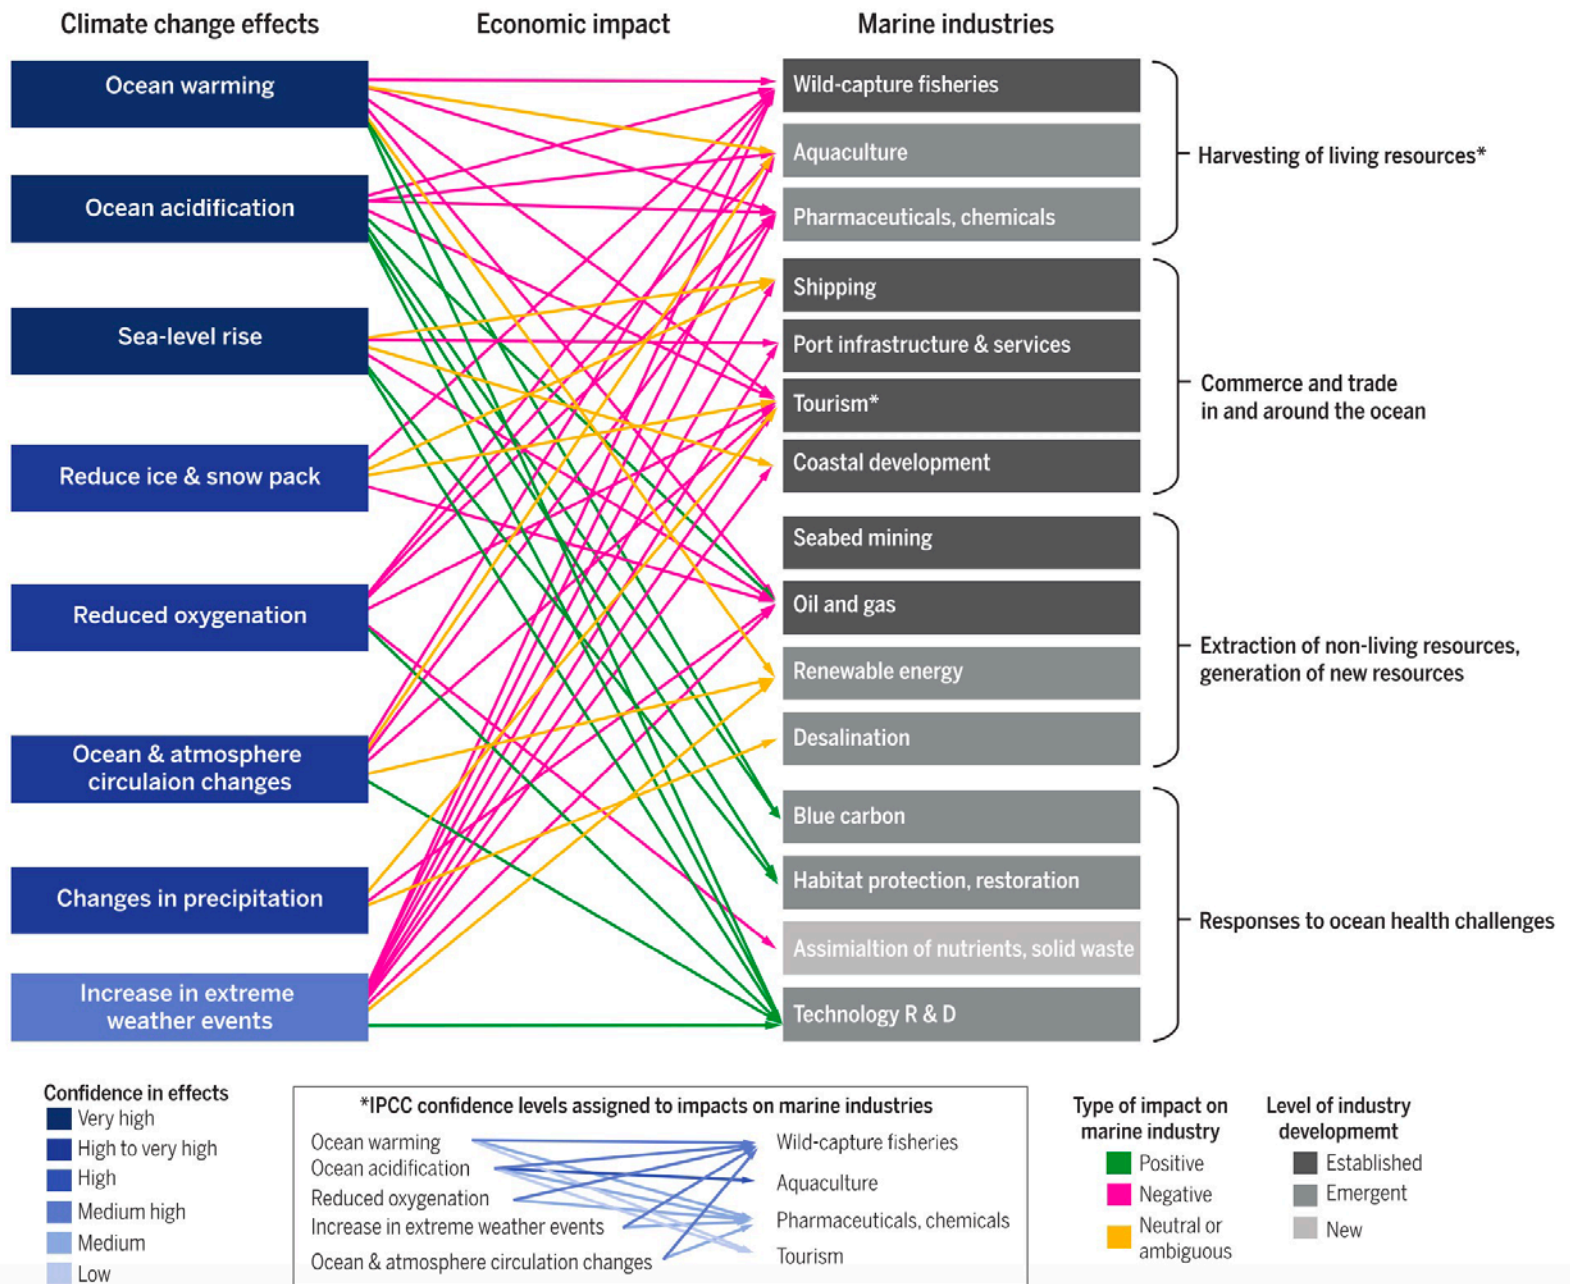 Climate change effects
Economic impact
Marine industries
Ocean warming
Ocean acidification
Sea-level rise
Reduce ice & snow pack
Reduced oxygenation
Ocean & atmosphere
circulaion changes
Changes in precipitation
Increase in extreme
weather events
Wild-capture fisheries
Aquaculture
Pharmaceuticals, chemicals
Shipping
Port infrastructure & services
Tourism*
Coastal development
Seabed mining
Oil and gas
Renewable energy
Desalination
Blue carbon
Habitat protection, restoration
Assimialtion of nutrients, solid waste
Technology R & D
Harvesting of living resources*
Commerce and trade
in and around the ocean
Extraction of non-living resources,
generation of new resources
Responses to ocean health challenges
Confidence in effects
Very high
High to very high
High
Medium high
Medium
Low
*IPCC confidence levels assigned to impacts on marine industries
Ocean warming
Ocean acidification
Reduced oxygenation
Increase in extreme weather events
Ocean & atmosphere circulation changes
Wild-capture fisheries
Aquaculture
Pharmaceuticals, chemicals
Tourism
Type of impact on
marine industry
Positive
Negative
Neutral or
ambiguous
Level of industry
developmemt
Established
Emergent
New